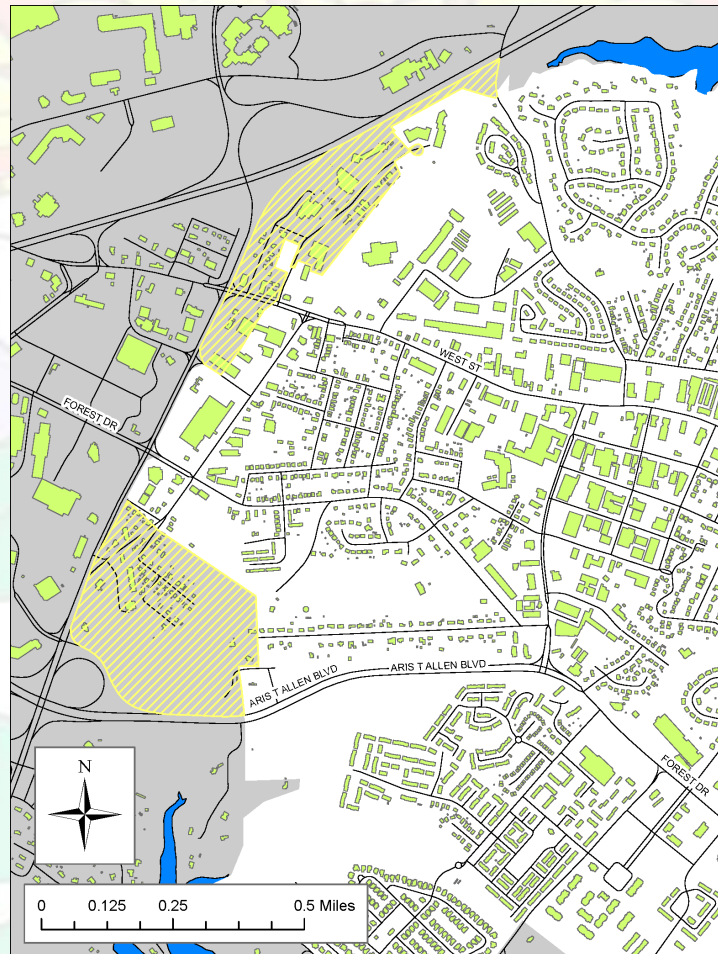 WEST ST
FOREST DR
ARIS T ALLEN BLVD
ARIS T ALLEN BLVD
FOREST DR
N
0 0.125 0.25 0.5 Miles